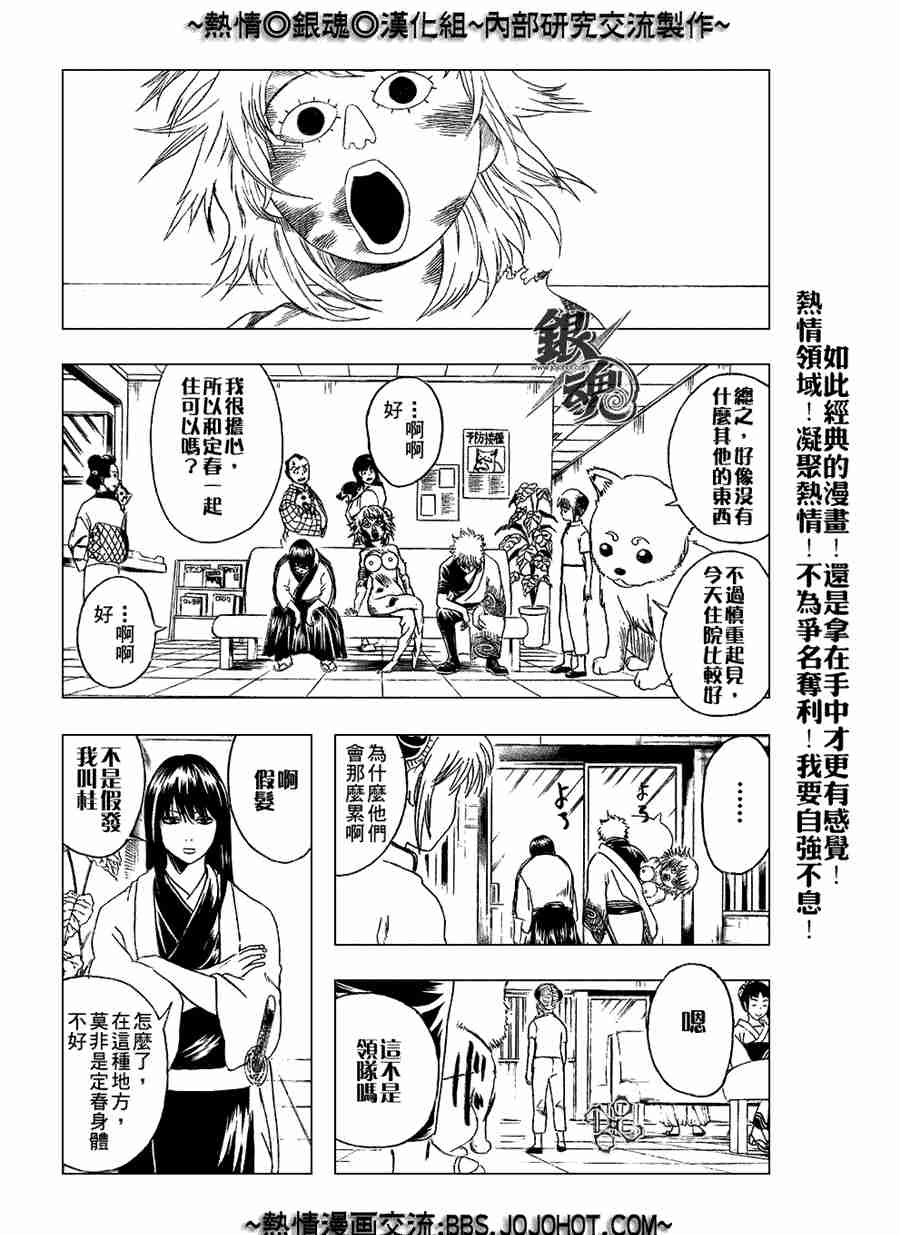 ~熱情◎銀魂◎漢化組~內部研究交流製作~
銀魂
www.jojohot.com
如此經典的漫畫！還是拿在手中才更有感覺！
熱情領域！凝聚熱情！不為爭名奪利！我要自強不息！
總之，好像沒有
什麼其他的東西
不過慎重起見，
今天住院比較好
予防接種
…啊啊
好
我很擔心，
所以和定春一起
住可以嗎？
…啊啊
好
……
よろ
よろ
為什麼他們
會那麼累啊
嗯
這不是
領隊嗎
啊
假髮
不是假發
我叫桂
怎麼了，
在這種地方，
莫非是定春身體
不好
~熱情漫画交流:BBS.JOJOHOT.COM~